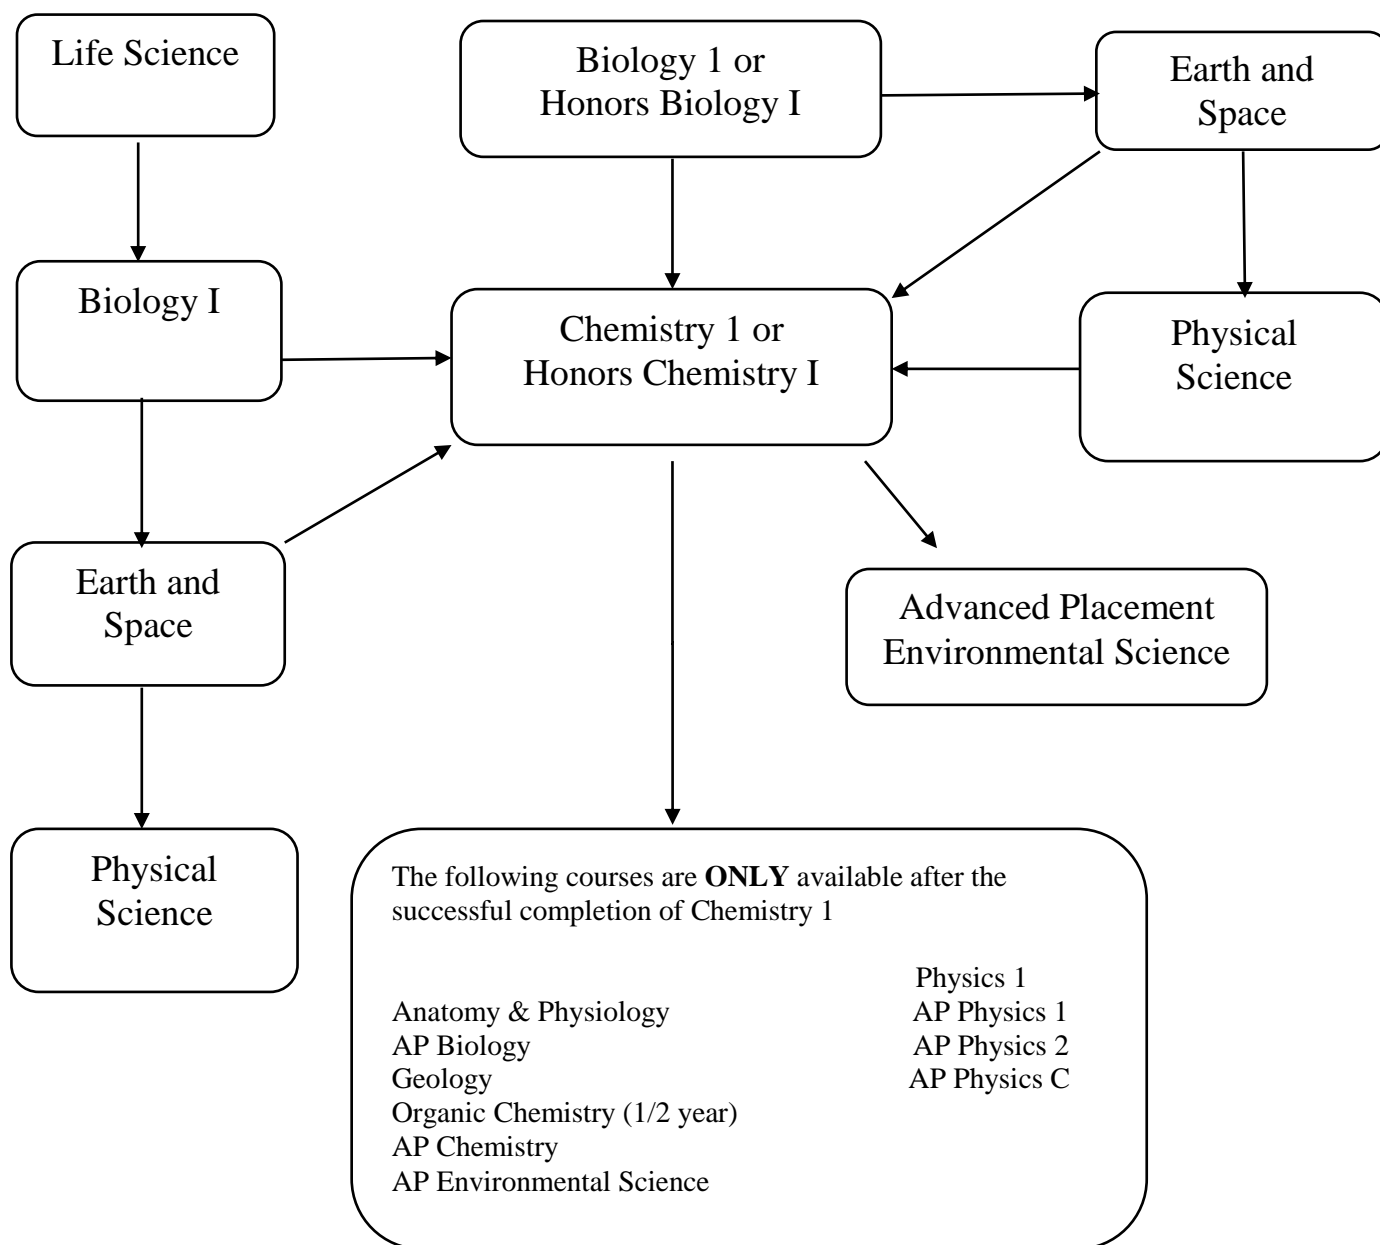 Life Science
Biology 1 or
Honors Biology I
Earth and
Space
Biology I
Chemistry 1 or
Honors Chemistry I
Physical
Science
Earth and
Space
Advanced Placement
Environmental Science
Physical
Science
The following courses are ONLY available after the
successful completion of Chemistry 1
Physics 1
Anatomy & Physiology AP Physics 1
AP Biology AP Physics 2
Geology AP Physics C
Organic Chemistry (1/2 year)
AP Chemistry
AP Environmental Science